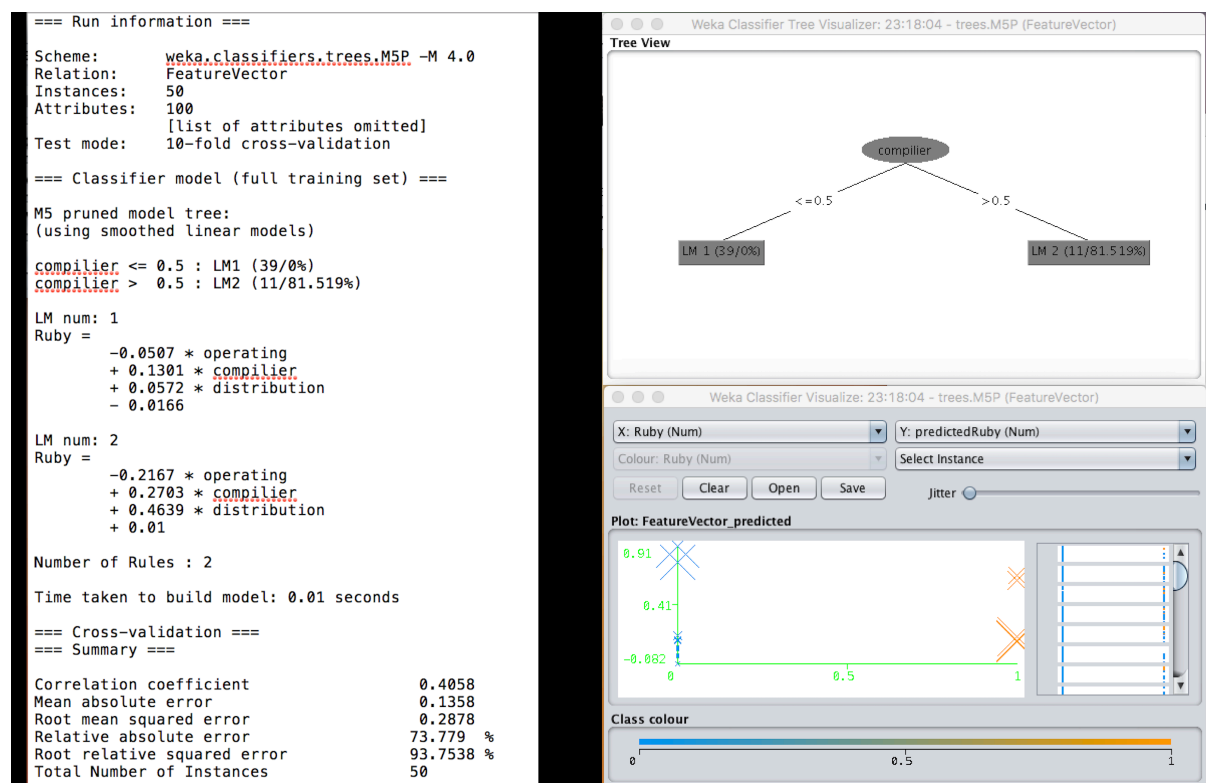 === Run information ===
Scheme: weka.classifiers.trees.M5P -M 4.0
Relation: FeatureVector
Instances: 50
Attributes: 100
[list of attributes omitted]
Test mode: 10-fold cross-validation
=== Classifier model (full training set) ===
M5 pruned model tree:
(using smoothed linear models)
compilier <= 0.5 : LM1 (39/0%)
compilier > 0.5 : LM2 (11/81.519%)
LM num: 1
Ruby =
-0.0507 * operating
+ 0.1301 * compilier
+ 0.0572 * distribution
- 0.0166
LM num: 2
Ruby =
-0.2167 * operating
+ 0.2703 * compilier
+ 0.4639 * distribution
+ 0.01
Number of Rules : 2
Time taken to build model: 0.01 seconds
=== Cross-validation ===
=== Summary ===
Correlation coefficient 0.4058
Mean absolute error 0.1358
Root mean squared error 0.2878
Relative absolute error 73.779 %
Root relative squared error 93.7538 %
Total Number of Instances 50
Weka Classifier Tree Visualizer: 23:18:04 - trees.M5P (FeatureVector)
Tree View
compilier
<=0.5 >0.5
LM 1 (39/0%) LM 2 (11/81.519%)
Weka Classifier Visualize: 23:18:04 - trees.M5P (FeatureVector)
X: Ruby (Num) Y: predictedRuby (Num)
Colour: Ruby (Num) Select Instance
Reset Clear Open Save Jitter
Plot: FeatureVector_predicted
0.91
0.41
-0.082
0 0.5 1
Class colour
0 0.5 1